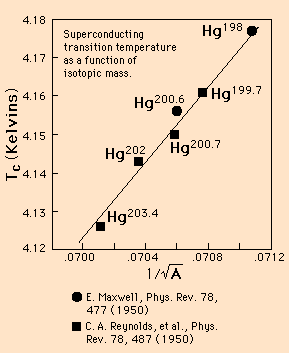 4.18
Superconducting
transition temperature
as a function of
isotopic mass.
Hg198
4.16
Hg200.6
Hg199.7
4.15
Hg200.7
Hg202
4.14
4.13
Hg203.4
4.12
Tc (Kelvins)
.0700 .0704 .0708 .0712
1/√A
E. Maxwell, Phys. Rev. 78,
477 (1950)
C. A. Reynolds, et al., Phys.
Rev. 78, 487 (1950)